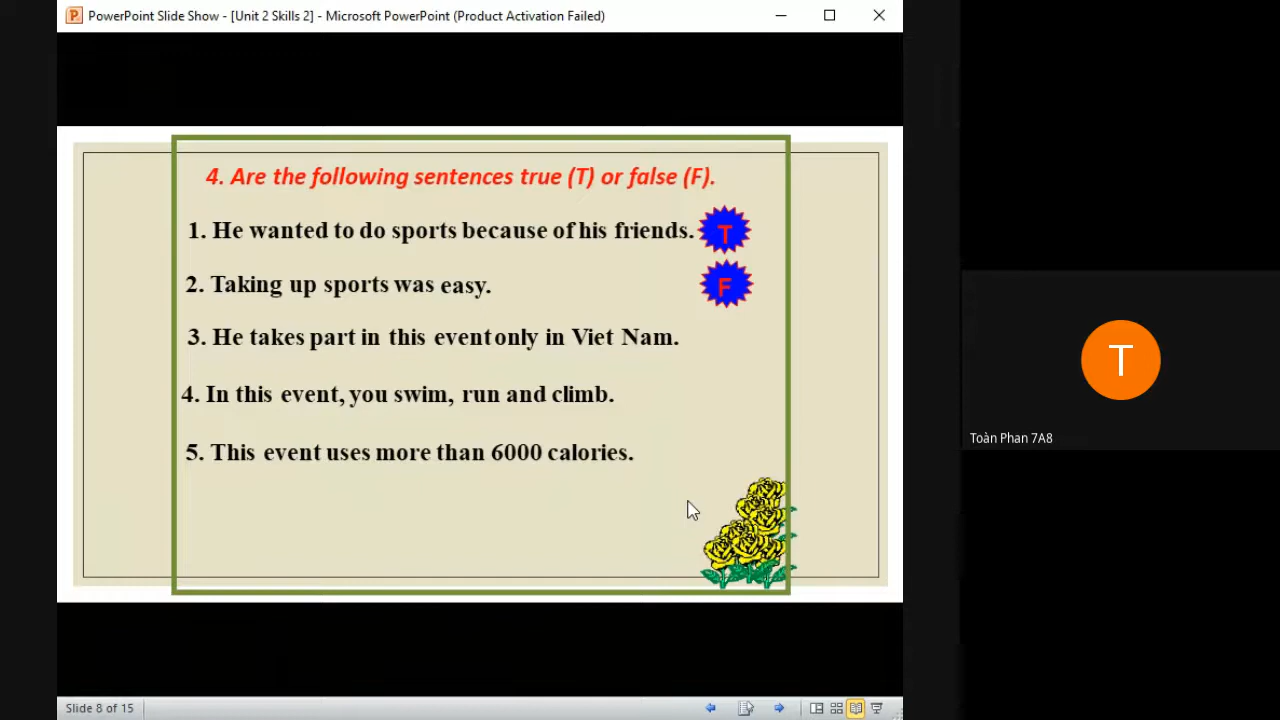 PowerPoint Slide Show - [Unit 2 Skills 2] - Microsoft PowerPoint (Product Activation Failed)
4. Are the following sentences true (T) or false (F).
1. He wanted to do sports because of his friends. T
2. Taking up sports was easy. F
3. He takes part in this event only in Viet Nam.
4. In this event, you swim, run and climb.
5. This event uses more than 6000 calories.
T
Toàn Phan 7A8
Slide 8 of 15